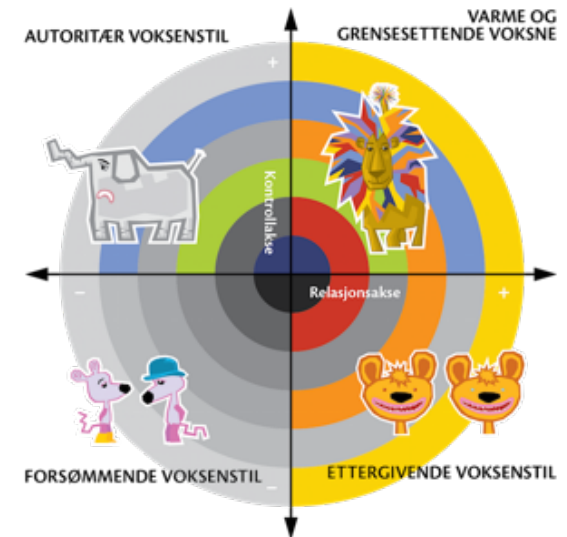 AUTORITÆR VOKSENSTIL
VARME OG
GRENSESETTENDE VOKSNE
+
Kontrollakse
Relasjonsakse
–
+
FORSØMMENDE VOKSENSTIL
–
ETTERGIVENDE VOKSENSTIL